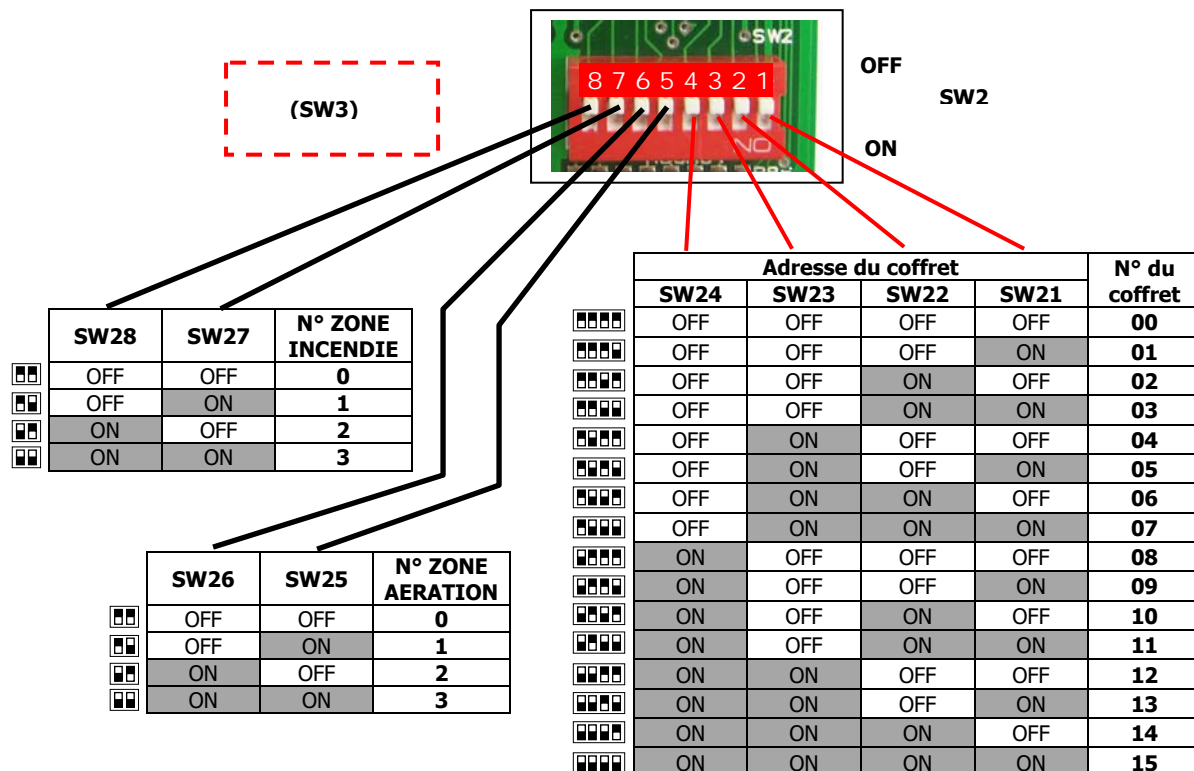 SW2
OFF
8 7 6 5 4 3 2 1
SW2
(SW3)
ON
NO
Adresse du coffret N° du coffret
SW24 SW23 SW22 SW21
OFF OFF OFF OFF 00
OFF OFF OFF ON 01
OFF OFF ON OFF 02
OFF OFF ON ON 03
OFF ON OFF OFF 04
OFF ON OFF ON 05
OFF ON ON OFF 06
OFF ON ON ON 07
ON OFF OFF OFF 08
ON OFF OFF ON 09
ON OFF ON OFF 10
ON OFF ON ON 11
ON ON OFF OFF 12
ON ON OFF ON 13
ON ON ON OFF 14
ON ON ON ON 15
SW28 SW27 N° ZONE
INCENDIE
OFF OFF 0
OFF ON 1
ON OFF 2
ON ON 3
SW26 SW25 N° ZONE
AERATION
OFF OFF 0
OFF ON 1
ON OFF 2
ON ON 3